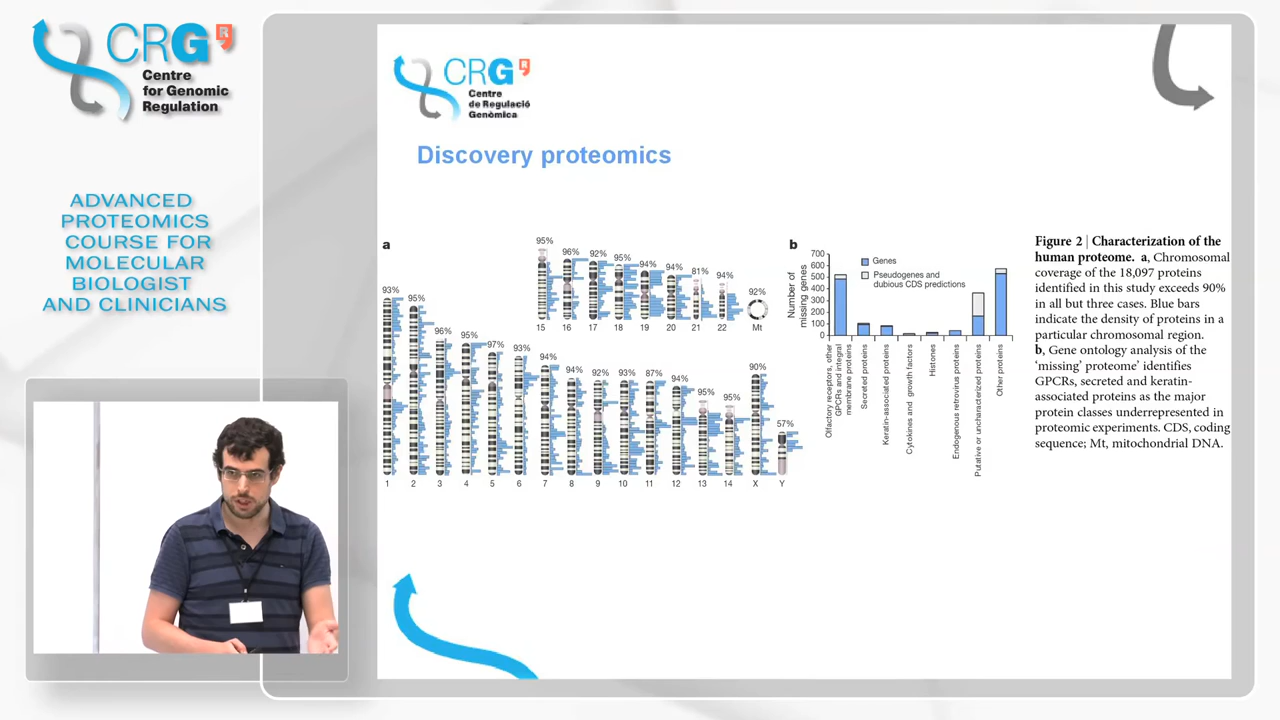 CRG
Centre
for Genomic
Regulation
ADVANCED
PROTEOMICS
COURSE FOR
MOLECULAR
BIOLOGIST
AND CLINICIANS
CRG
Centre
de Regulació
Genòmica
Discovery proteomics
a
95%
96%
92%
95%
94%
94%
81%
94%
92%
15 16 17 18 19 20 21 22 Mt
93%
95%
96%
95%
97%
93%
94%
94%
92%
93%
87%
94%
95%
95%
90%
57%
1 2 3 4 5 6 7 8 9 10 11 12 13 14 X Y
b
Number of
missing genes
700
600
500
400
300
200
100
0
Genes
Pseudogenes and
dubious CDS predictions
Olfactory receptors, other
GPCRs and integral
membrane proteins
Secreted proteins
Keratin-associated proteins
Cytokines and growth factors
Histones
Endogenous retrovirus proteins
Putative or uncharacterized proteins
Other proteins
Figure 2 | Characterization of the
human proteome. a, Chromosomal
coverage of the 18,097 proteins
identified in this study exceeds 90%
in all but three cases. Blue bars
indicate the density of proteins in a
particular chromosomal region.
b, Gene ontology analysis of the
‘missing’ proteome’ identifies
GPCRs, secreted and keratin-
associated proteins as the major
protein classes underrepresented in
proteomic experiments. CDS, coding
sequence; Mt, mitochondrial DNA.